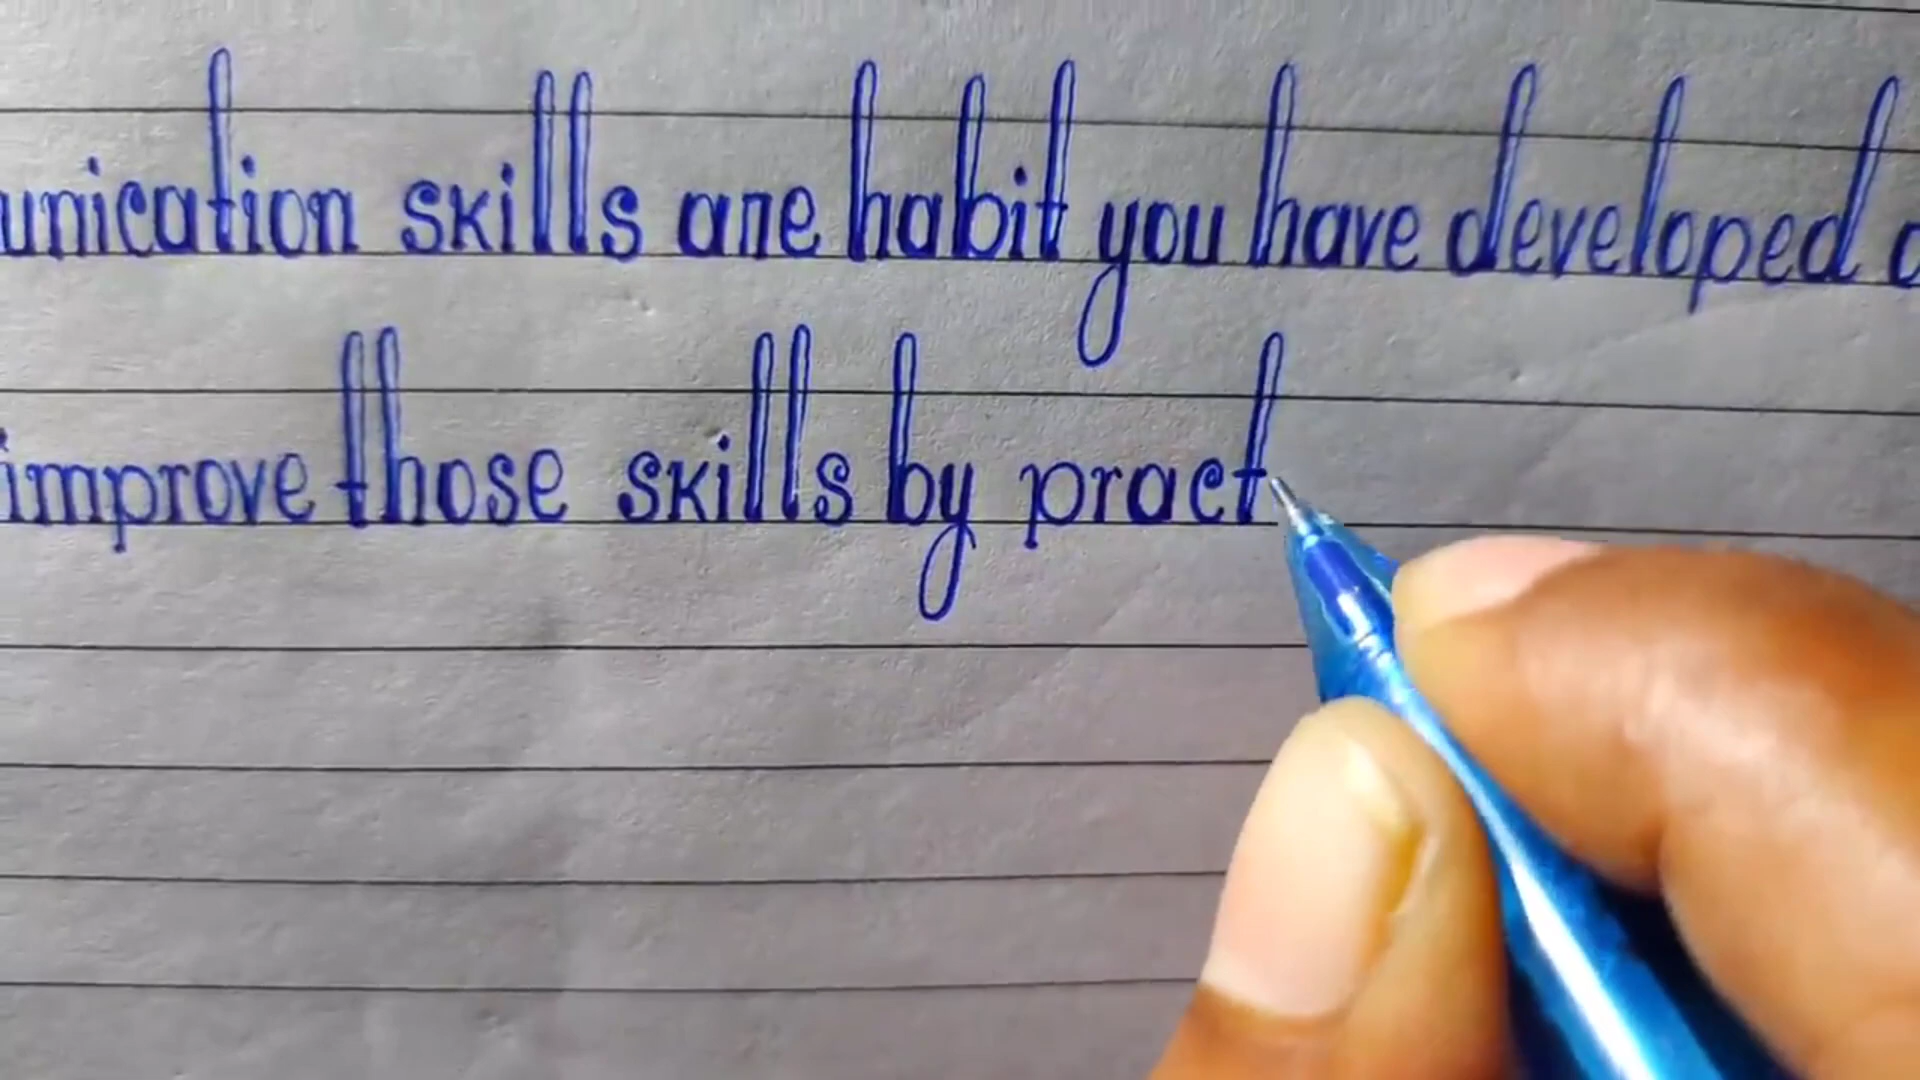 unication skills are habit you have developed
improve those skills by pract